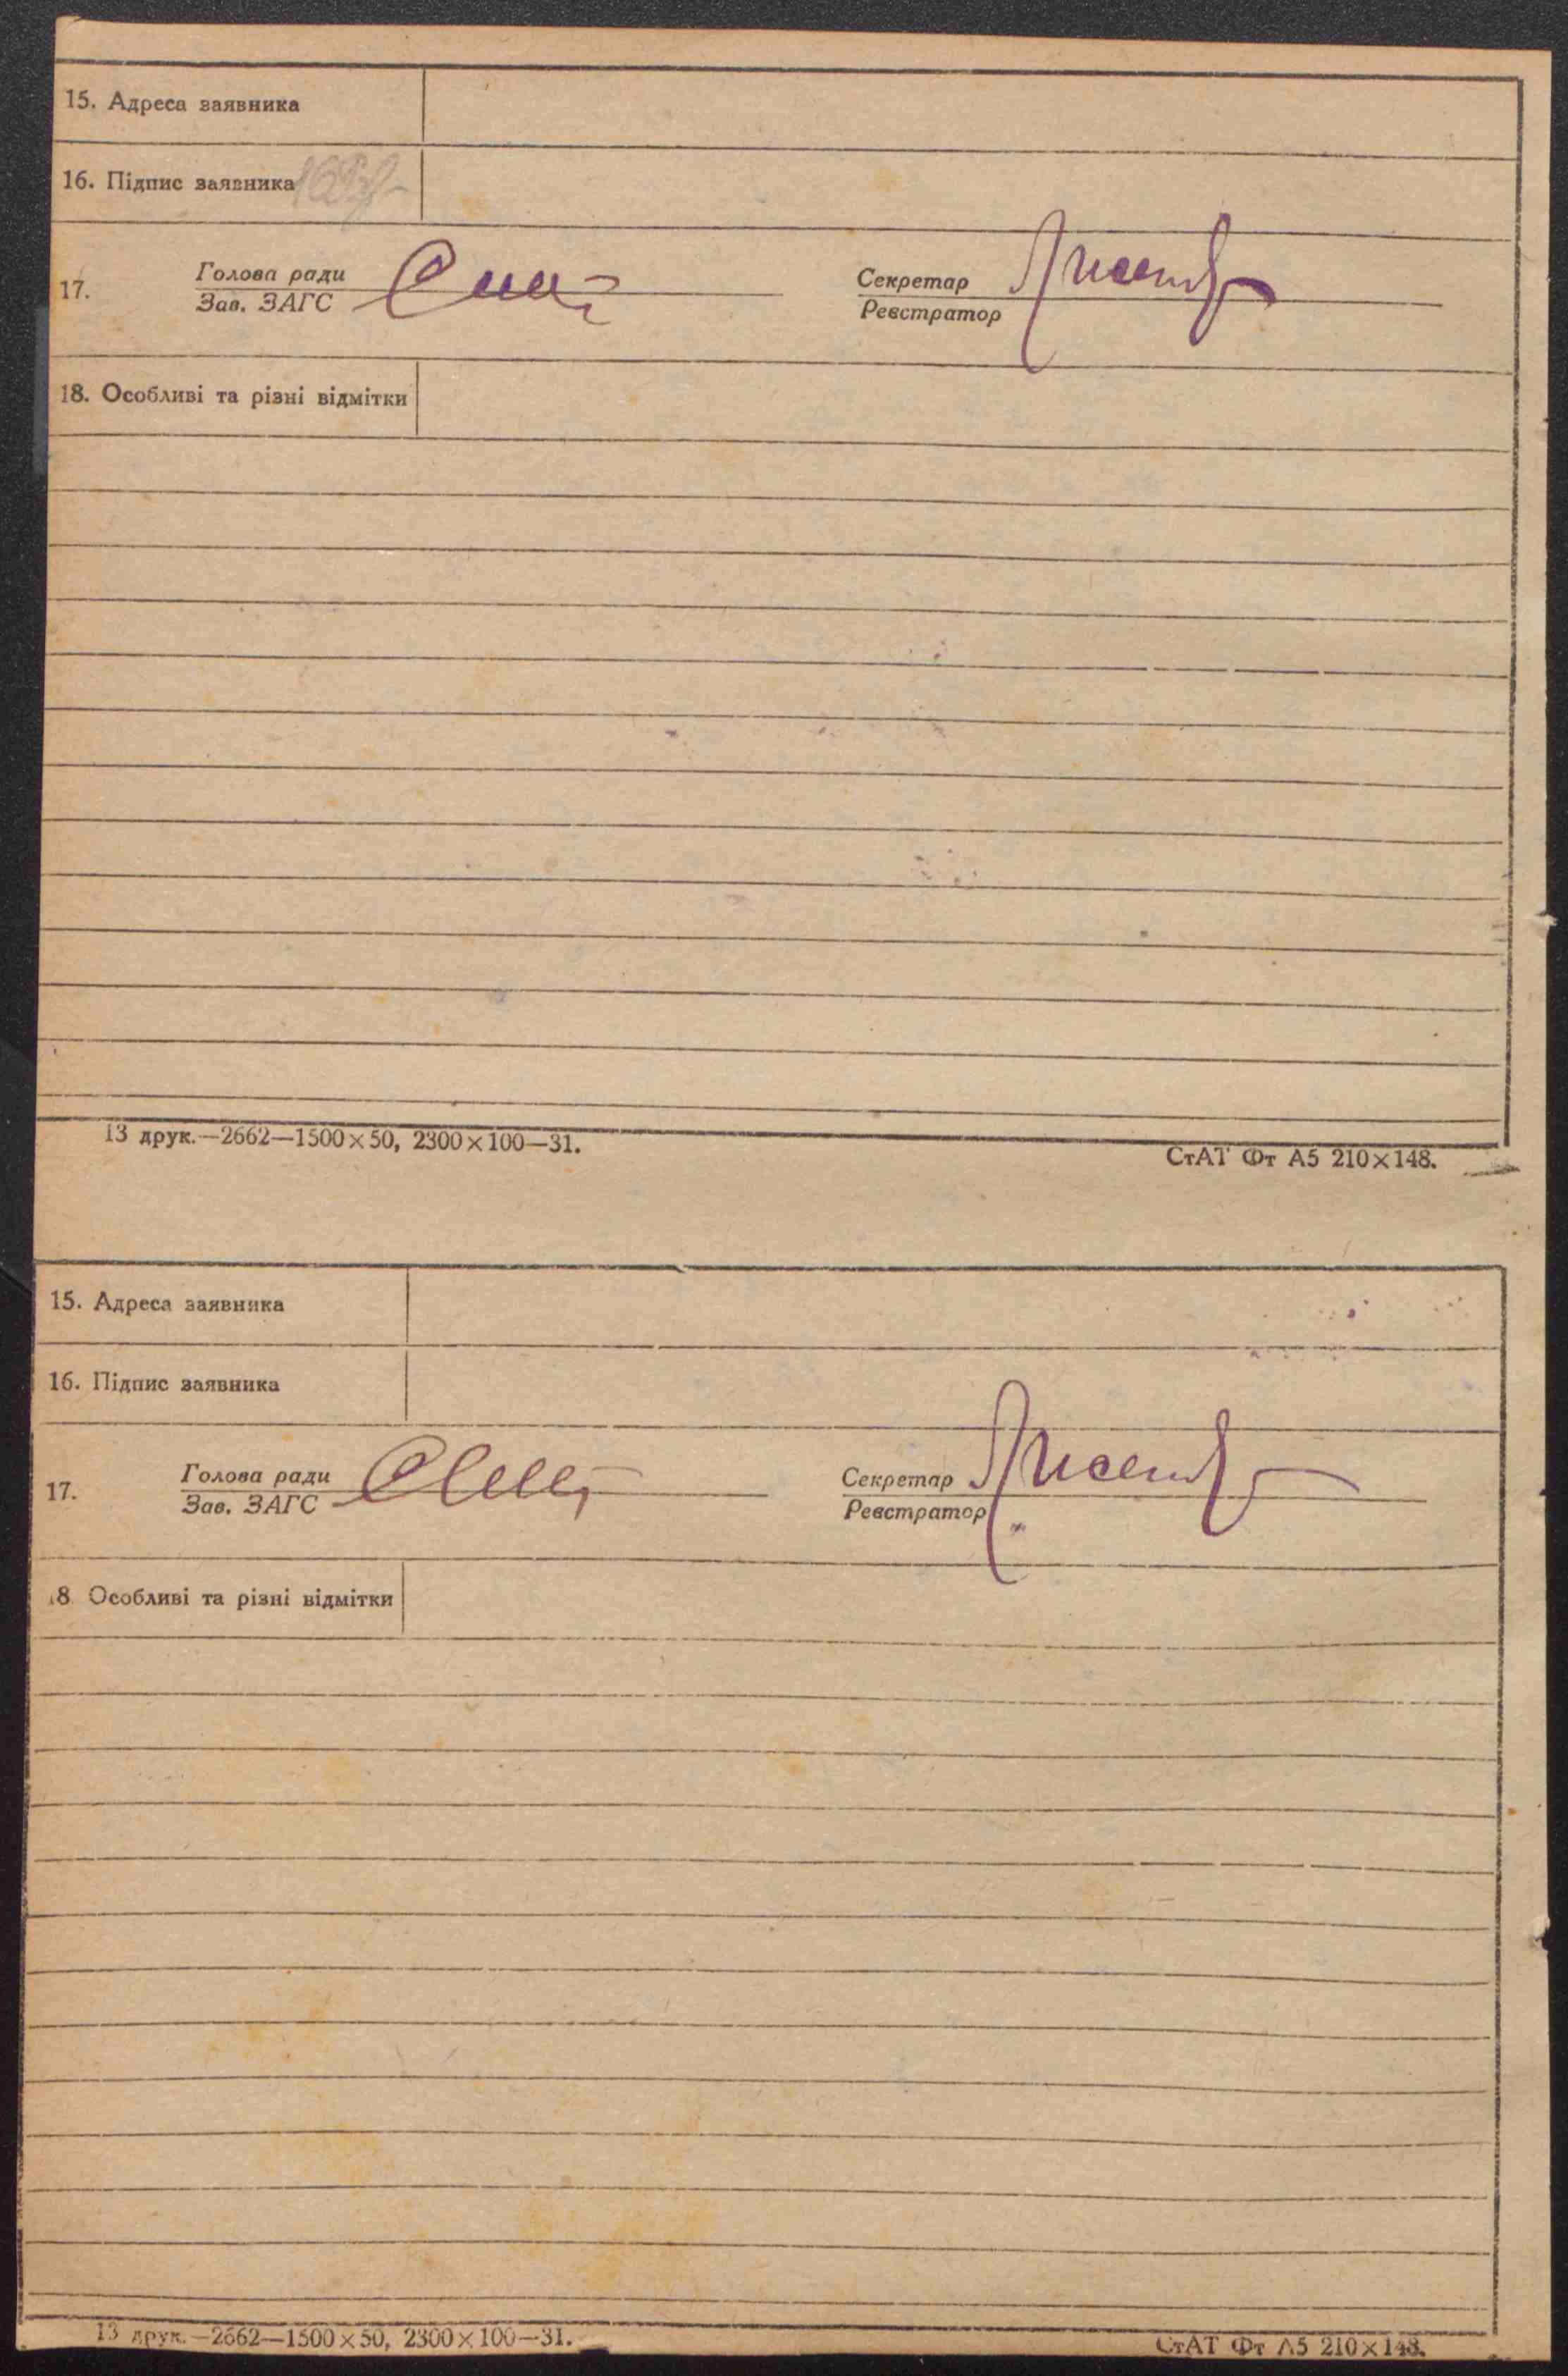 15. Адреса заявника
16. Підпис заявника
17. Голова ради Секретар
Зав. ЗАГС Реєстратор
18. Особливі та різні відмітки
13 друк.—2662—1500×50, 2300×100—31. СтАТ Фт А5 210×148.
15. Адреса заявника
16. Підпис заявника
17. Голова ради Секретар
Зав. ЗАГС Реєстратор
18. Особливі та різні відмітки
13 друк.—2662—1500×50, 2300×100—31. СтАТ Фт А5 210×148.